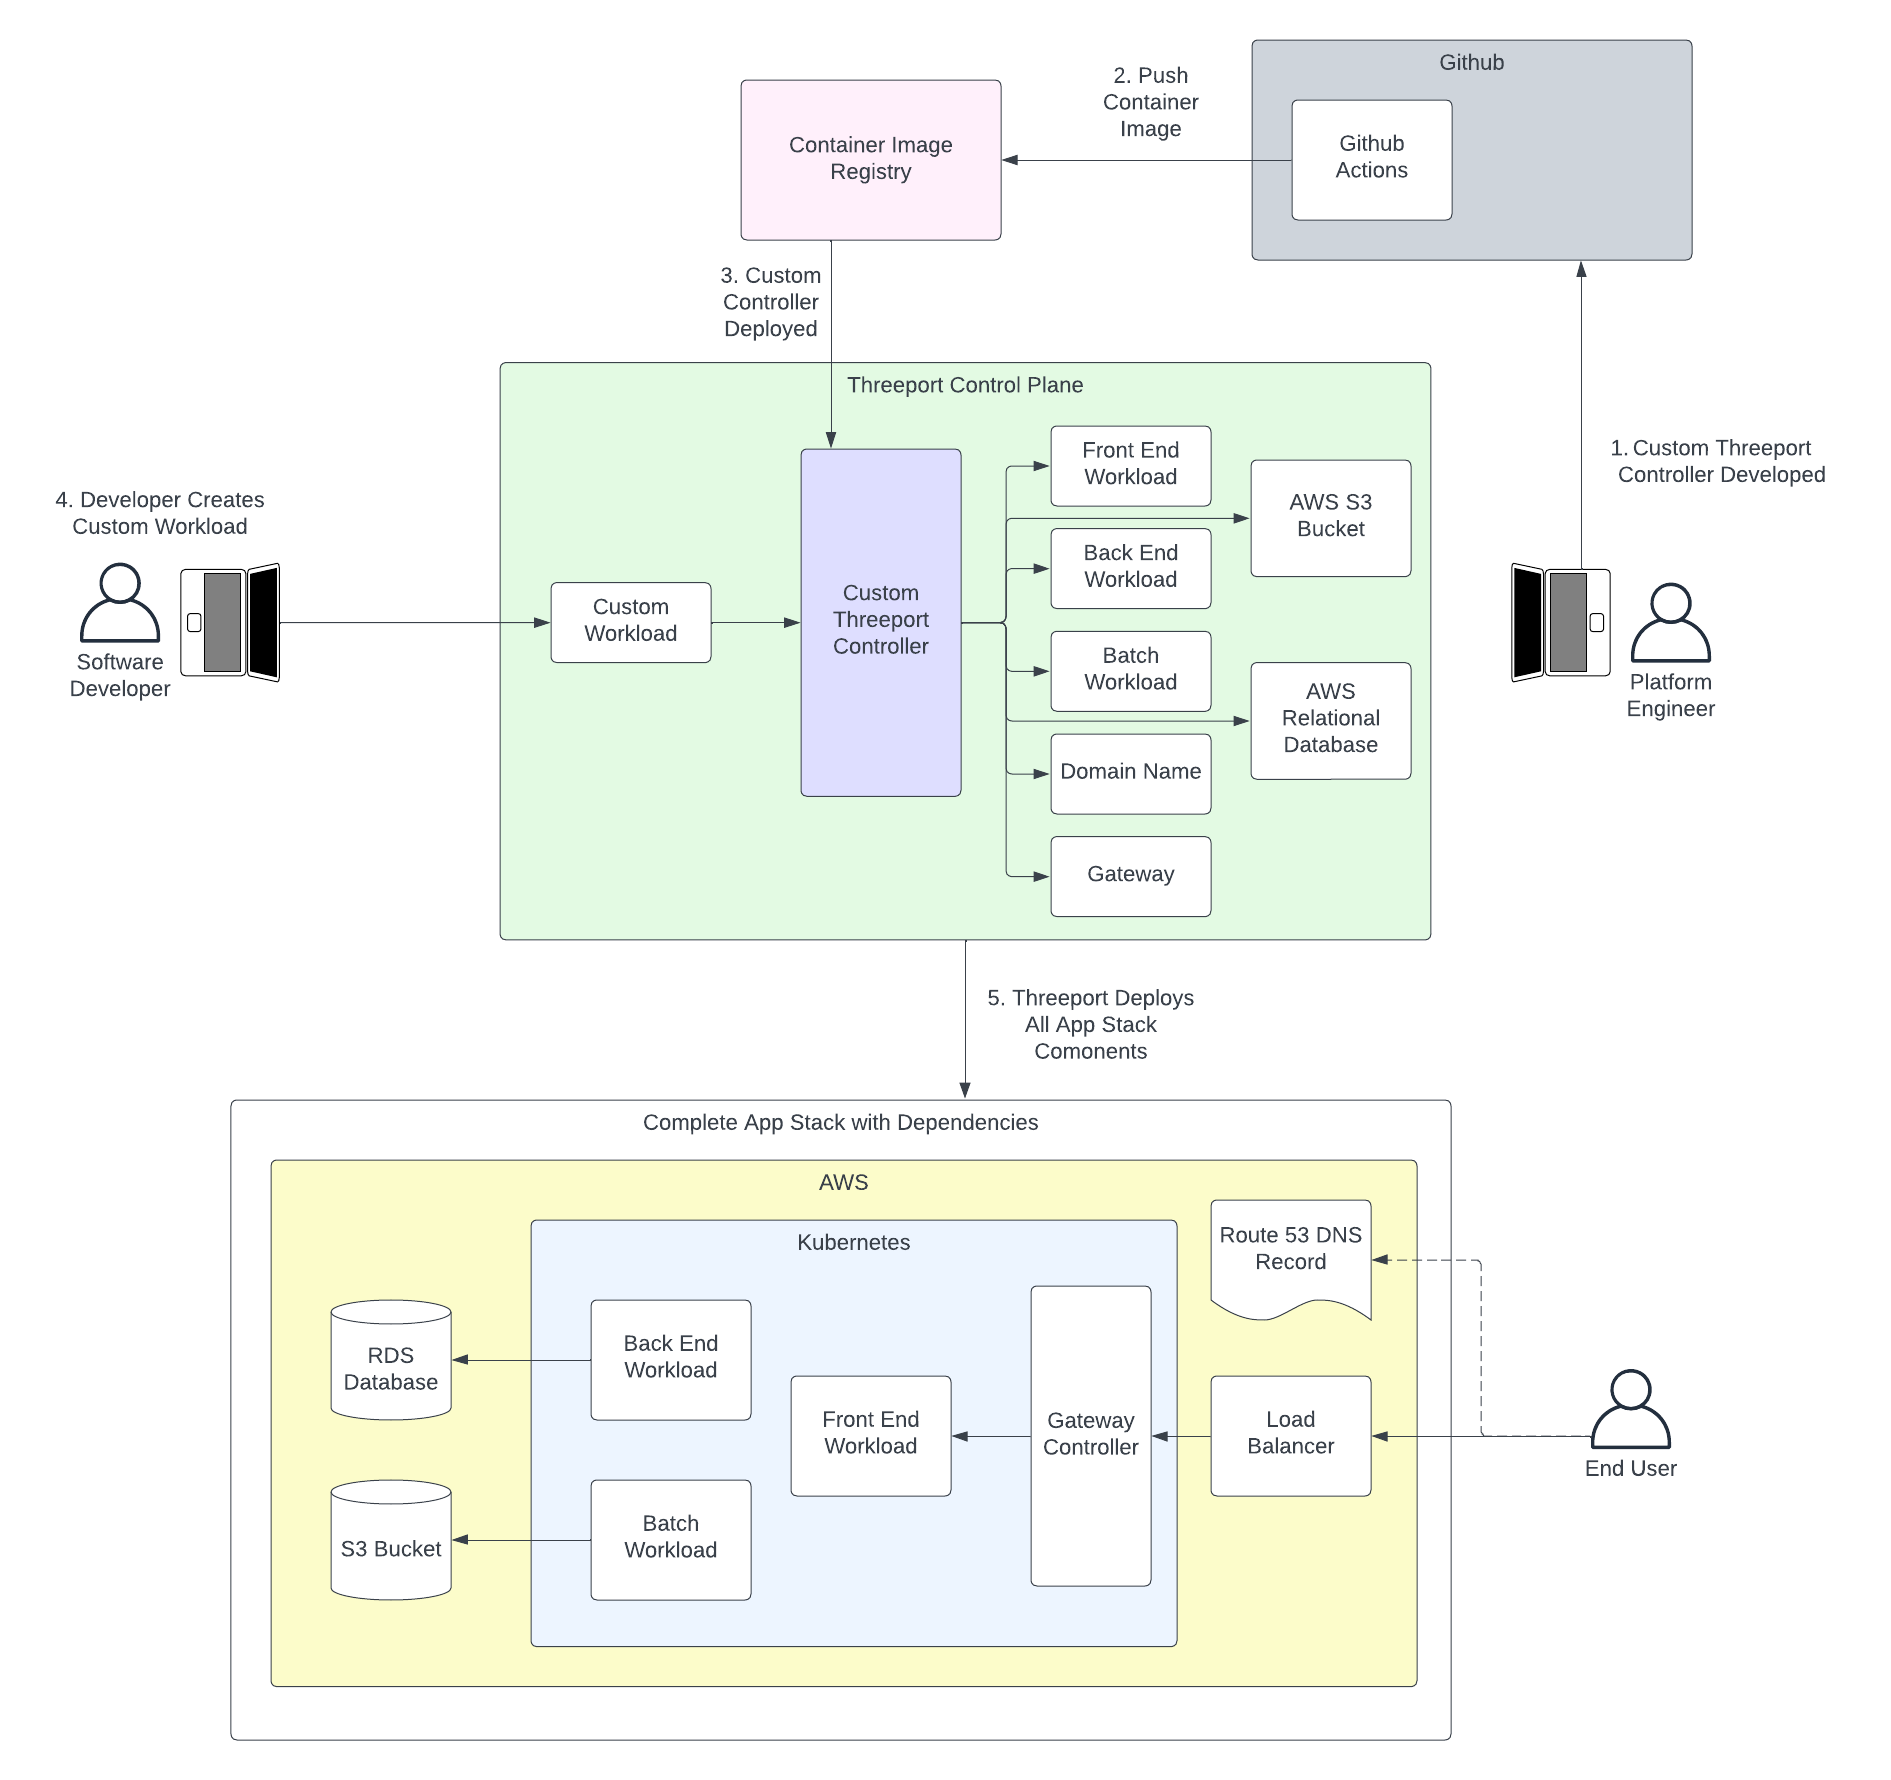 Github
2. Push
Container
Image
Github
Actions
Container Image
Registry
3. Custom
Controller
Deployed
Threeport Control Plane
1. Custom Threeport
Controller Developed
Platform
Engineer
4. Developer Creates
Custom Workload
Software
Developer
Custom
Workload
Custom
Threeport
Controller
Front End
Workload
AWS S3
Bucket
Back End
Workload
Batch
Workload
AWS
Relational
Database
Domain Name
Gateway
5. Threeport Deploys
All App Stack
Comonents
Complete App Stack with Dependencies
AWS
Kubernetes
Route 53 DNS
Record
RDS
Database
Back End
Workload
Front End
Workload
Gateway
Controller
Load
Balancer
End User
S3 Bucket
Batch
Workload